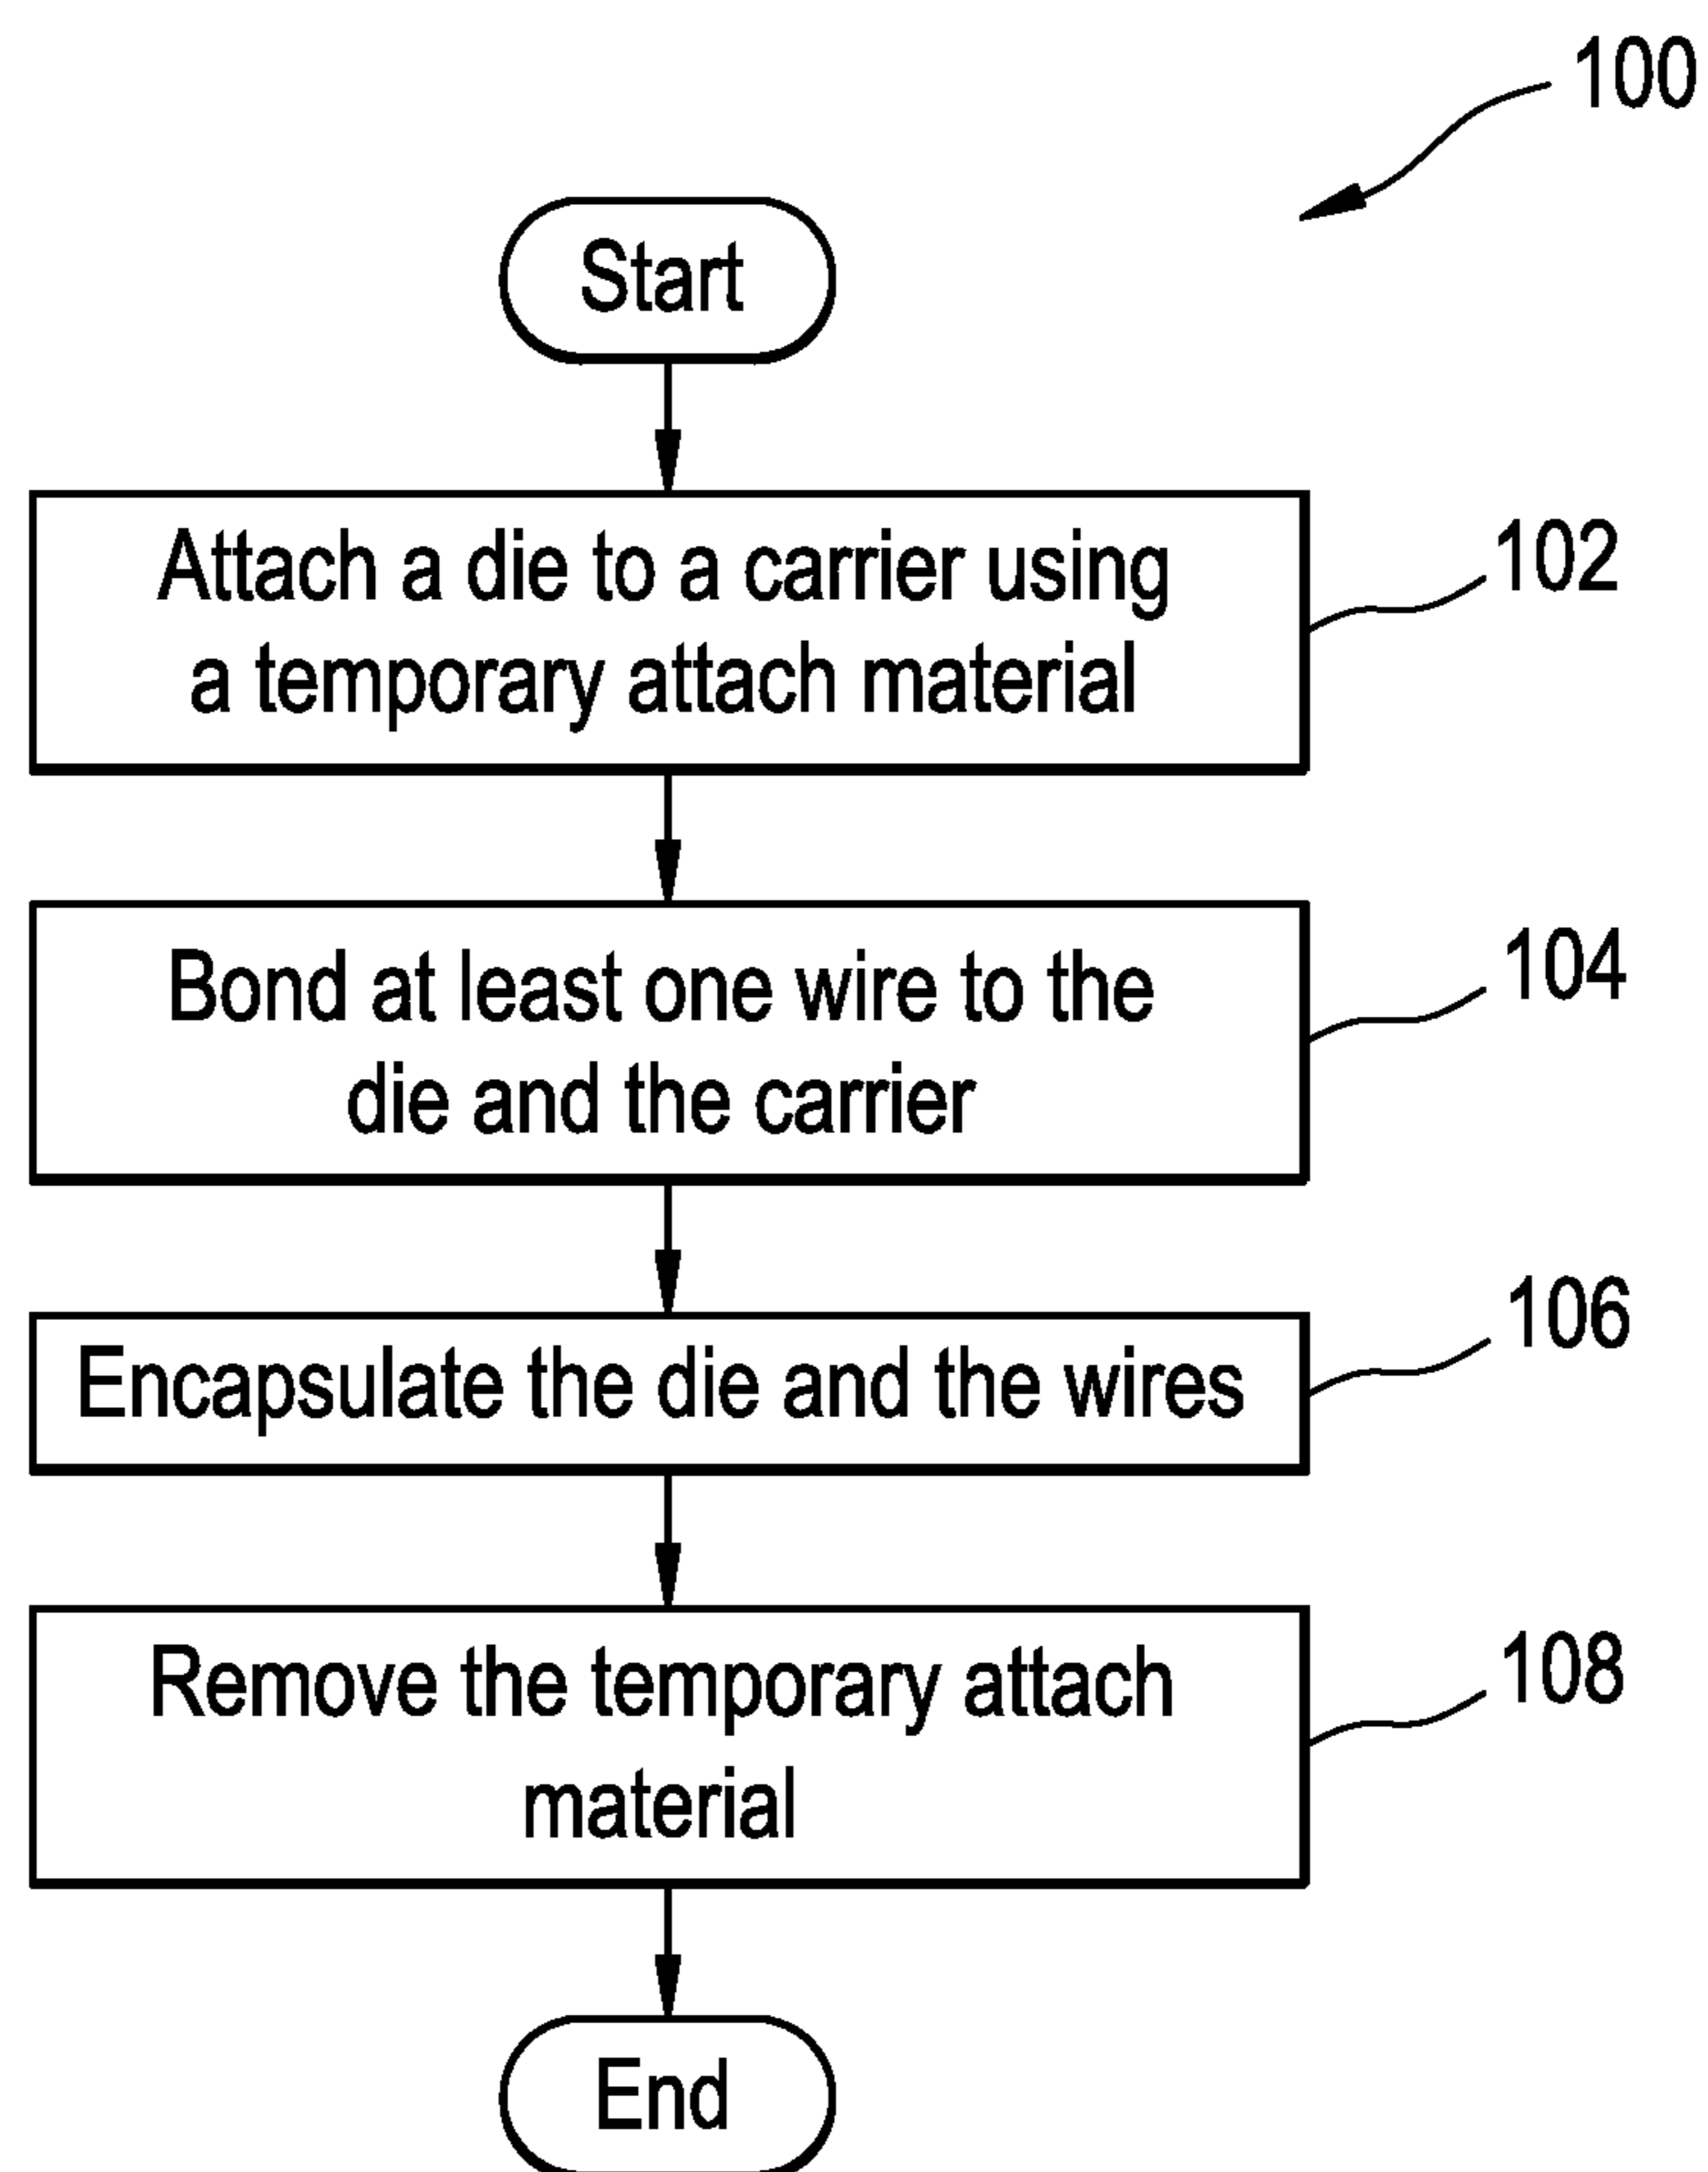 100
Start
Attach a die to a carrier using
a temporary attach material
102
Bond at least one wire to the
die and the carrier
104
Encapsulate the die and the wires
106
Remove the temporary attach
material
108
End